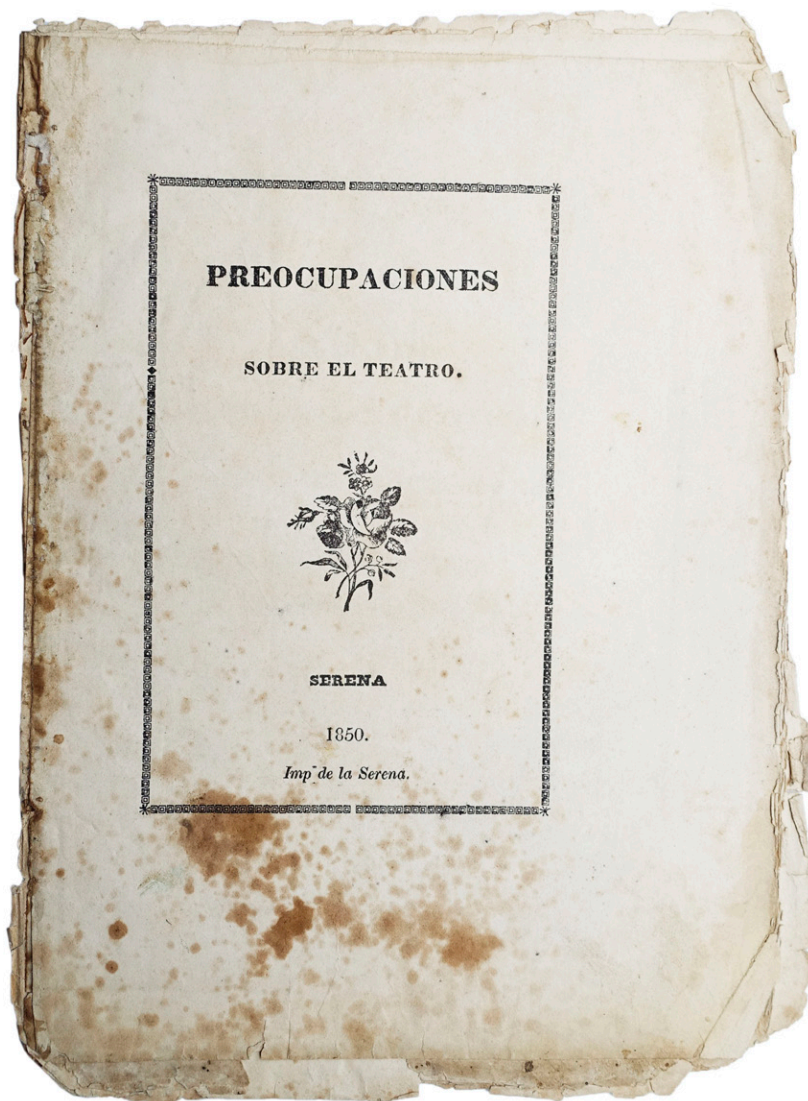 PREOCUPACIONES
SOBRE EL TEATRO.
SERENA
1850.
Imp de la Serena.